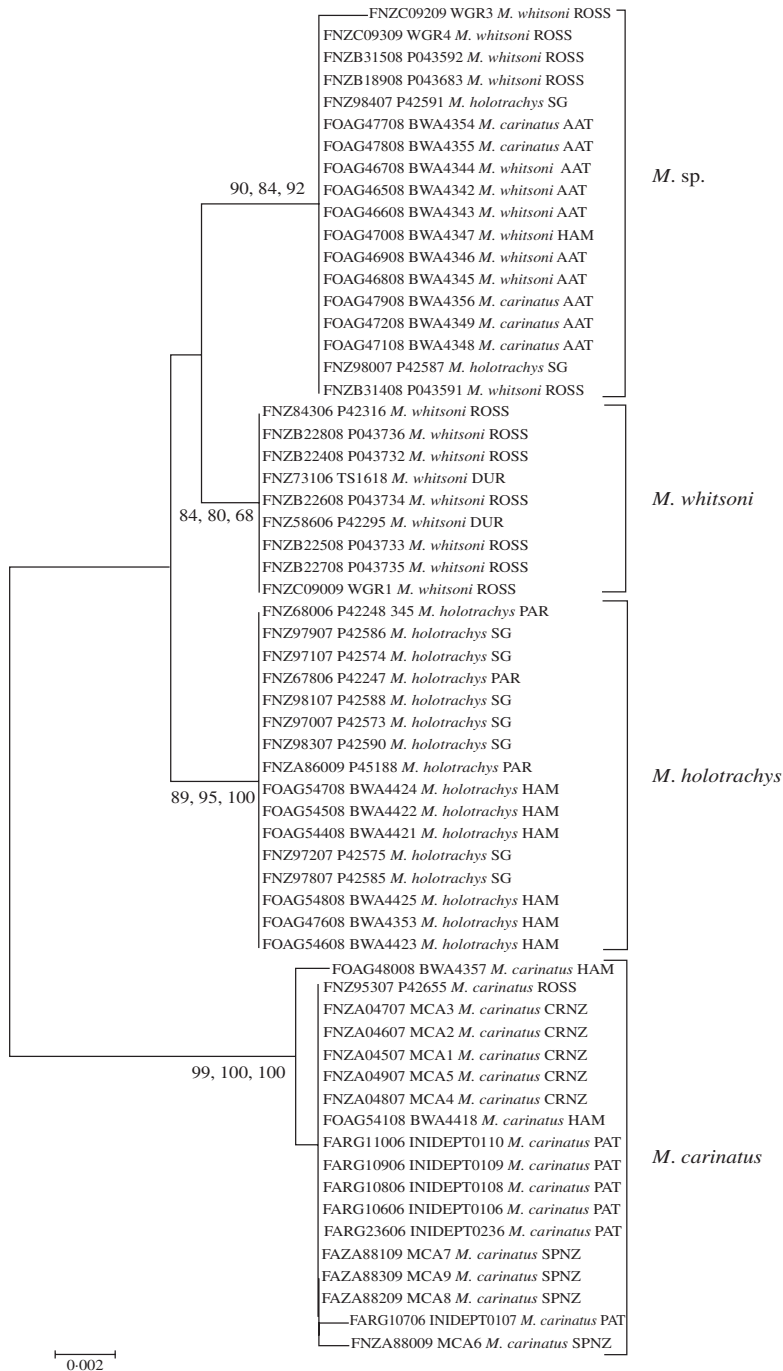 FNZC09209 WGR3 M. whitsoni ROSS
FNZC09309 WGR4 M. whitsoni ROSS
FNZB31508 P043592 M. whitsoni ROSS
FNZB18908 P043683 M. whitsoni ROSS
FNZ98407 P42591 M. holotrachys SG
FOAG47708 BWA4354 M. carinatus AAT
FOAG47808 BWA4355 M. carinatus AAT
FOAG46708 BWA4344 M. whitsoni AAT
FOAG46508 BWA4342 M. whitsoni AAT
FOAG46608 BWA4343 M. whitsoni AAT
FOAG47008 BWA4347 M. whitsoni HAM
FOAG46908 BWA4346 M. whitsoni AAT
FOAG46808 BWA4345 M. whitsoni AAT
FOAG47908 BWA4356 M. carinatus AAT
FOAG47208 BWA4349 M. carinatus AAT
FOAG47108 BWA4348 M. carinatus AAT
FNZ98007 P42587 M. holotrachys SG
FNZB31408 P043591 M. whitsoni ROSS
90, 84, 92
M. sp.
FNZ84306 P42316 M. whitsoni ROSS
FNZB22808 P043736 M. whitsoni ROSS
FNZB22408 P043732 M. whitsoni ROSS
FNZ73106 TS1618 M. whitsoni DUR
FNZB22608 P043734 M. whitsoni ROSS
FNZ58606 P42295 M. whitsoni DUR
FNZB22508 P043733 M. whitsoni ROSS
FNZB22708 P043735 M. whitsoni ROSS
FNZC09009 WGR1 M. whitsoni ROSS
84, 80, 68
M. whitsoni
FNZ68006 P42248 345 M. holotrachys PAR
FNZ97907 P42586 M. holotrachys SG
FNZ97107 P42574 M. holotrachys SG
FNZ67806 P42247 M. holotrachys PAR
FNZ98107 P42588 M. holotrachys SG
FNZ97007 P42573 M. holotrachys SG
FNZ98307 P42590 M. holotrachys SG
FNZA86009 P45188 M. holotrachys PAR
FOAG54708 BWA4424 M. holotrachys HAM
FOAG54508 BWA4422 M. holotrachys HAM
FOAG54408 BWA4421 M. holotrachys HAM
FNZ97207 P42575 M. holotrachys SG
FNZ97807 P42585 M. holotrachys SG
FOAG54808 BWA4425 M. holotrachys HAM
FOAG47608 BWA4353 M. holotrachys HAM
FOAG54608 BWA4423 M. holotrachys HAM
89, 95, 100
M. holotrachys
FOAG48008 BWA4357 M. carinatus HAM
FNZ95307 P42655 M. carinatus ROSS
FNZA04707 MCA3 M. carinatus CRNZ
FNZA04607 MCA2 M. carinatus CRNZ
FNZA04507 MCA1 M. carinatus CRNZ
FNZA04907 MCA5 M. carinatus CRNZ
FNZA04807 MCA4 M. carinatus CRNZ
FOAG54108 BWA4418 M. carinatus HAM
FARG11006 INIDEPT0110 M. carinatus PAT
FARG10906 INIDEPT0109 M. carinatus PAT
FARG10806 INIDEPT0108 M. carinatus PAT
FARG10606 INIDEPT0106 M. carinatus PAT
FARG23606 INIDEPT0236 M. carinatus PAT
FAZA88109 MCA7 M. carinatus SPNZ
FAZA88309 MCA9 M. carinatus SPNZ
FAZA88209 MCA8 M. carinatus SPNZ
FARG10706 INIDEPT0107 M. carinatus PAT
FNZA88009 MCA6 M. carinatus SPNZ
99, 100, 100
M. carinatus
0·002